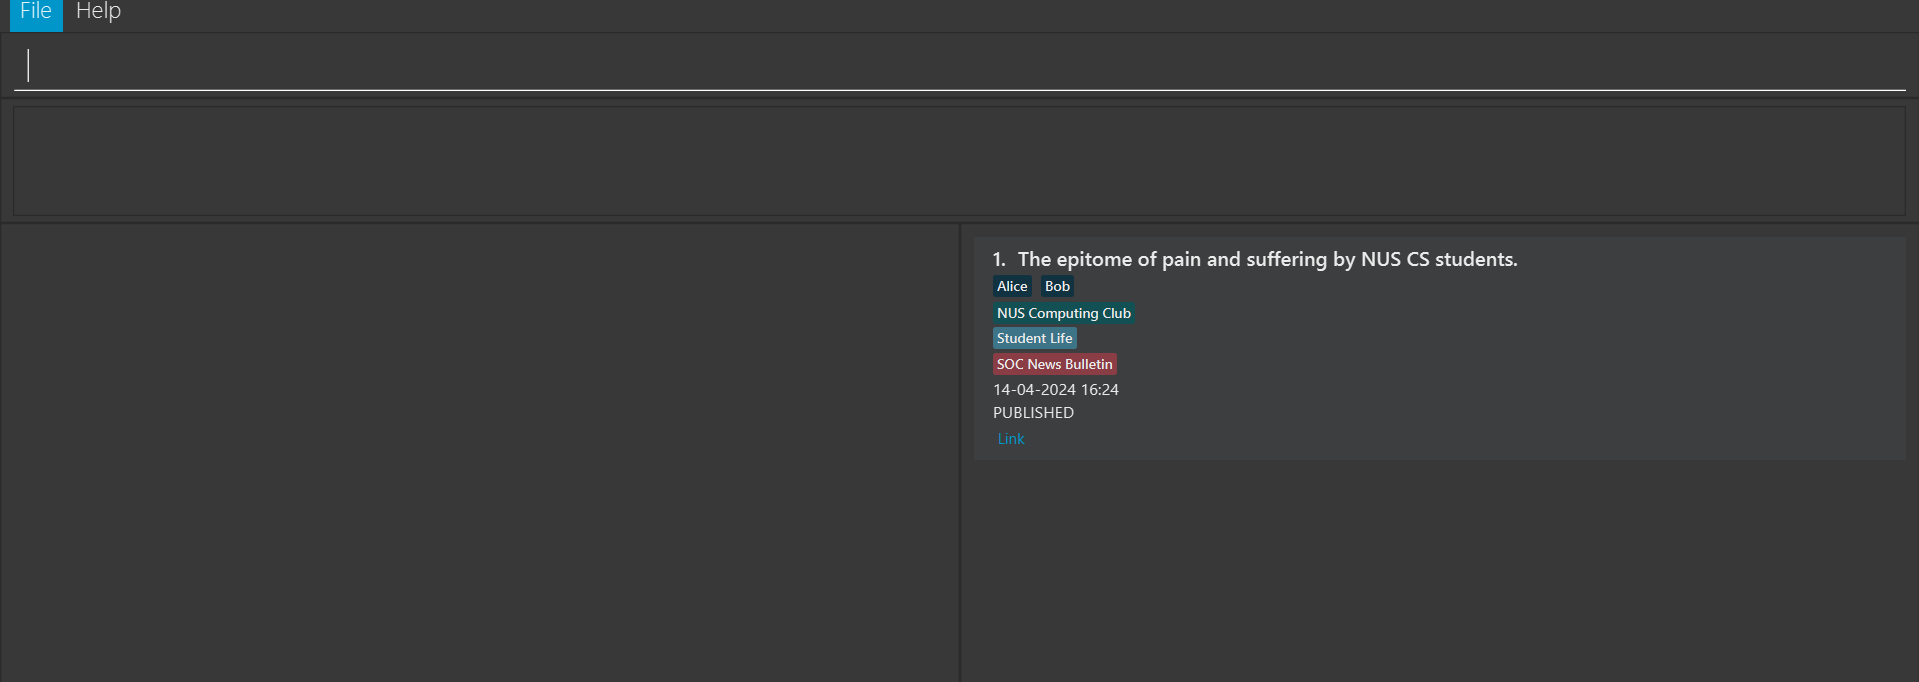 File Help
1. The epitome of pain and suffering by NUS CS students.
Alice Bob
NUS Computing Club
Student Life
SOC News Bulletin
14-04-2024 16:24
PUBLISHED
Link